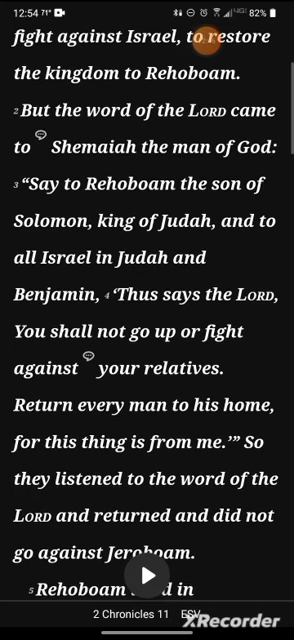 12:54 71° 82%
fight against Israel, to restore
the kingdom to Rehoboam.
2 But the word of the LORD came
to Shemaiah the man of God:
3 “Say to Rehoboam the son of
Solomon, king of Judah, and to
all Israel in Judah and
Benjamin, 4 ‘Thus says the LORD,
You shall not go up or fight
against your relatives.
Return every man to his home,
for this thing is from me.’” So
they listened to the word of the
LORD and returned and did not
go against Jeroboam.
5 Rehoboam in
2 Chronicles 11 ESV
XRecorder